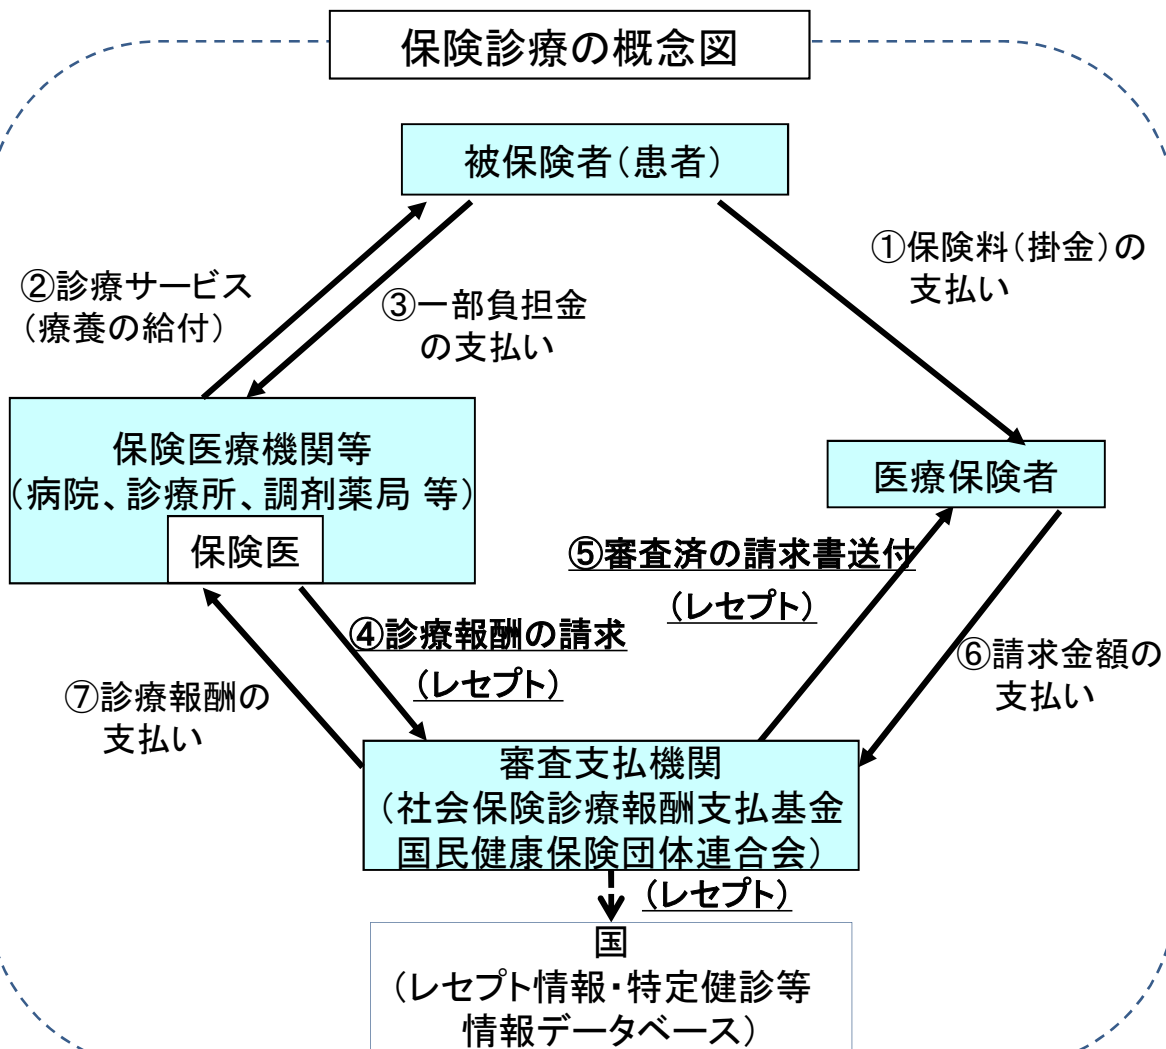 保険診療の概念図
被保険者（患者）
①保険料（掛金）の
支払い
②診療サービス
（療養の給付）
③一部負担金
の支払い
保険医療機関等
（病院、診療所、調剤薬局 等）
保険医
医療保険者
⑤審査済の請求書送付
（レセプト）
④診療報酬の請求
（レセプト）
⑥請求金額の
支払い
⑦診療報酬の
支払い
審査支払機関
（社会保険診療報酬支払基金
国民健康保険団体連合会）
（レセプト）
国
（レセプト情報・特定健診等
情報データベース）